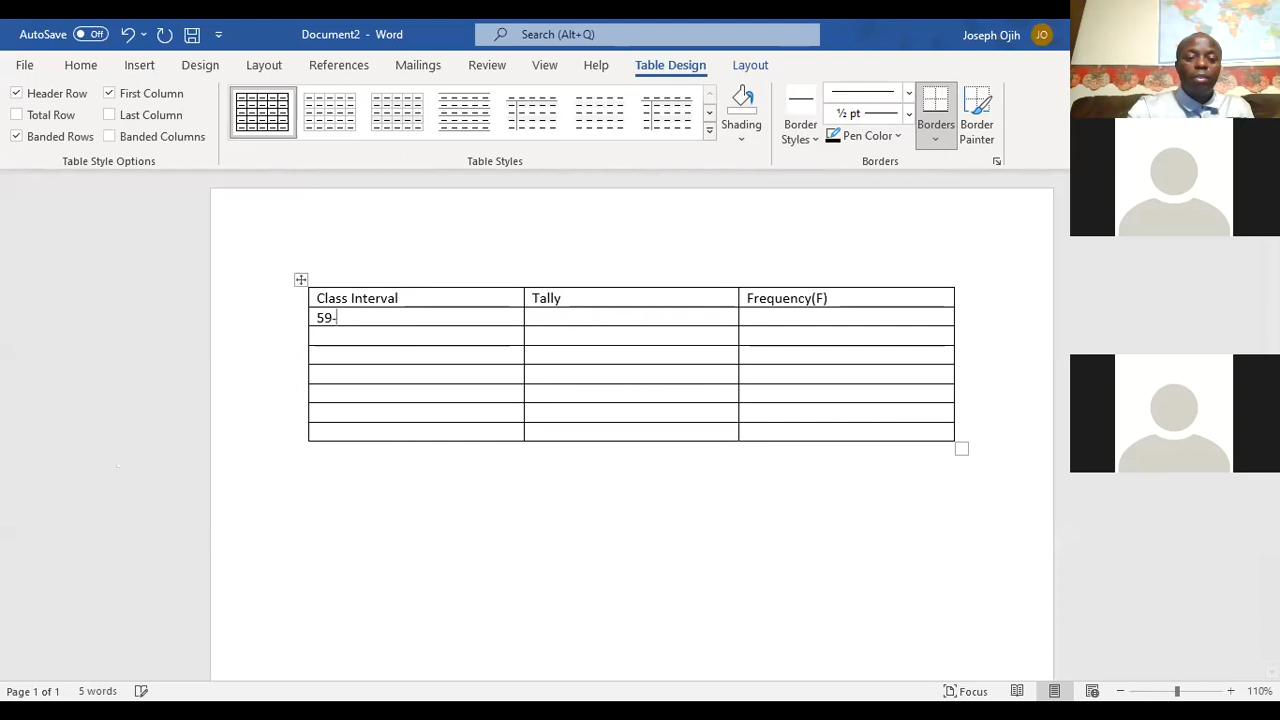 AutoSave Off Document2 - Word Search (Alt+Q) Joseph Ojih JO
File Home Insert Design Layout References Mailings Review View Help Table Design Layout
Header Row First Column
Total Row Last Column
Banded Rows Banded Columns
Table Style Options
Table Styles
Shading
Border Styles
½ pt
Pen Color
Borders
Border Painter
Borders
Class Interval Tally Frequency(F)
59-
Page 1 of 1 5 words Focus 110%